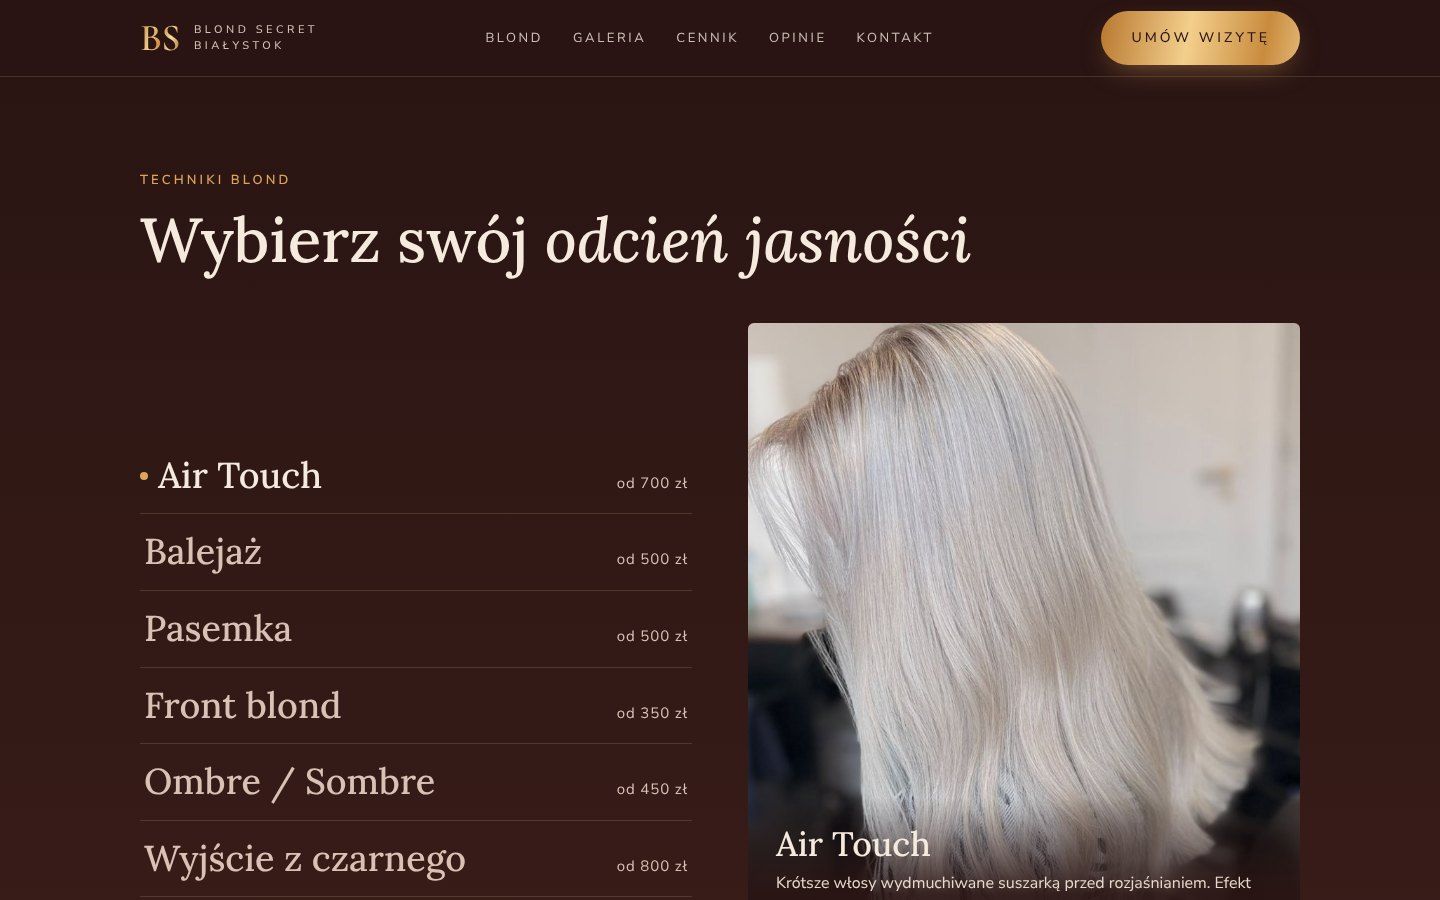 BS
BLOND SECRET
BIAŁYSTOK
BLOND GALERIA CENNIK OPINIE KONTAKT
UMÓW WIZYTĘ
TECHNIKI BLOND
Wybierz swój odcień jasności
Air Touch od 700 zł
Balejaż od 500 zł
Pasemka od 500 zł
Front blond od 350 zł
Ombre / Sombre od 450 zł
Wyjście z czarnego od 800 zł
Air Touch
Krótsze włosy wydmuchiwane suszarką przed rozjaśnianiem. Efekt